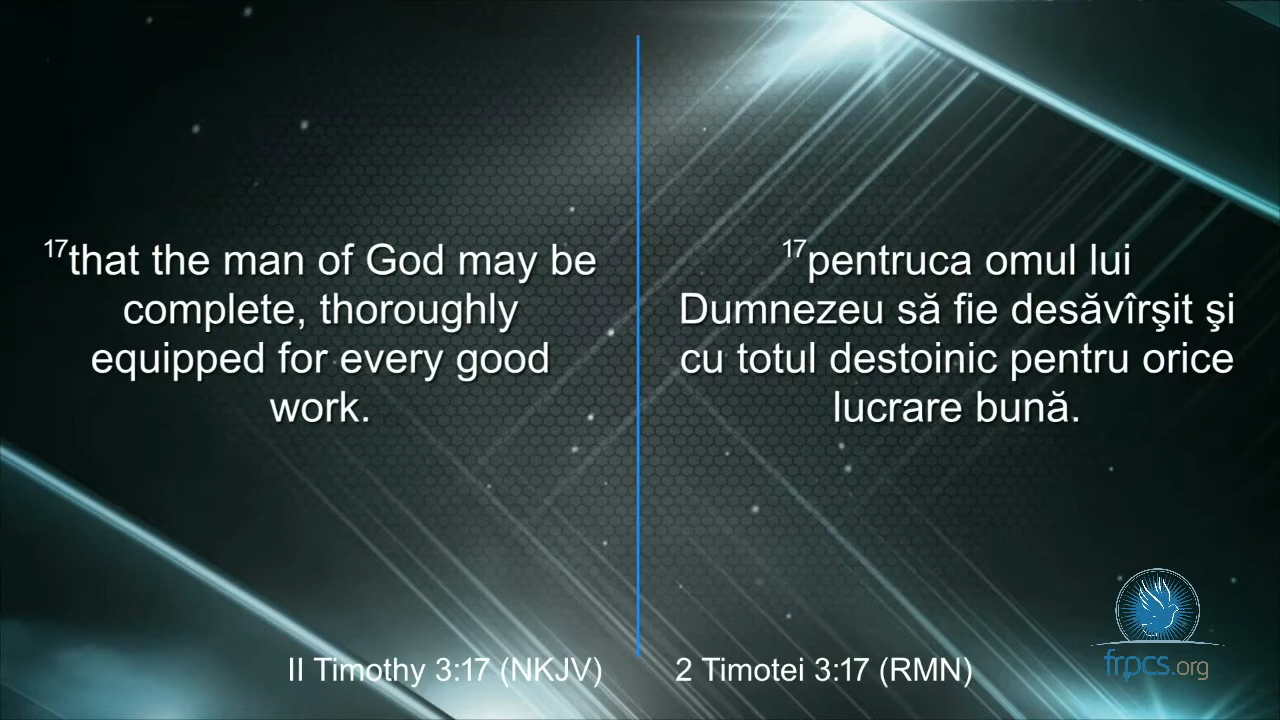 17that the man of God may be
complete, thoroughly
equipped for every good
work.
II Timothy 3:17 (NKJV)
17pentruca omul lui
Dumnezeu să fie desăvîrşit şi
cu totul destoinic pentru orice
lucrare bună.
2 Timotei 3:17 (RMN)
frpcs.org